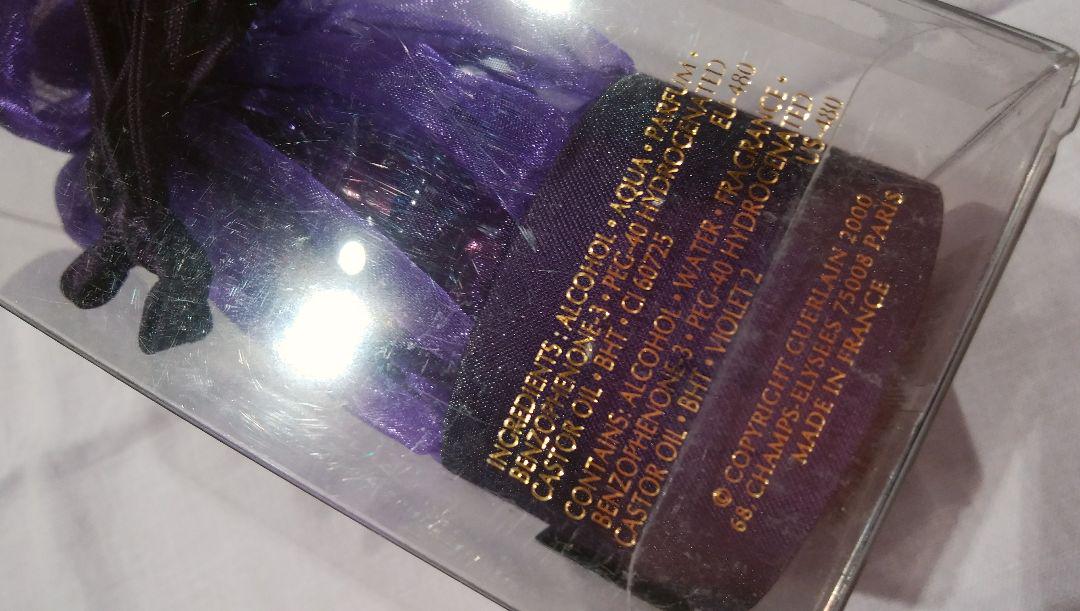 INGREDIENTS: ALCOHOL • AQUA • PARFUM •
BENZOPHENONE-3 • PEG-40 HYDROGENATED
CASTOR OIL • BHT • CI 60725 EU-480
CONTAINS: ALCOHOL • WATER • FRAGRANCE •
BENZOPHENONE-3 • PEG-40 HYDROGENATED
CASTOR OIL • BHT • VIOLET 2 US-480
© COPYRIGHT GUERLAIN 2000
68, CHAMPS ELYSEES 75008 PARIS
MADE IN FRANCE